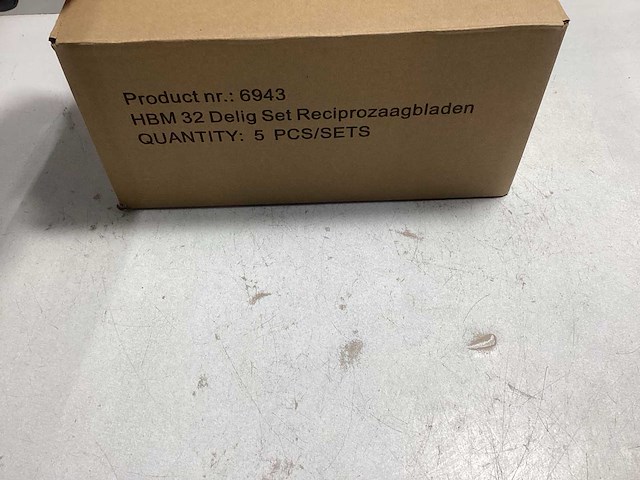 Product nr.: 6943
HBM 32 Delig Set Reciprozaagbladen
QUANTITY: 5 PCS/SETS